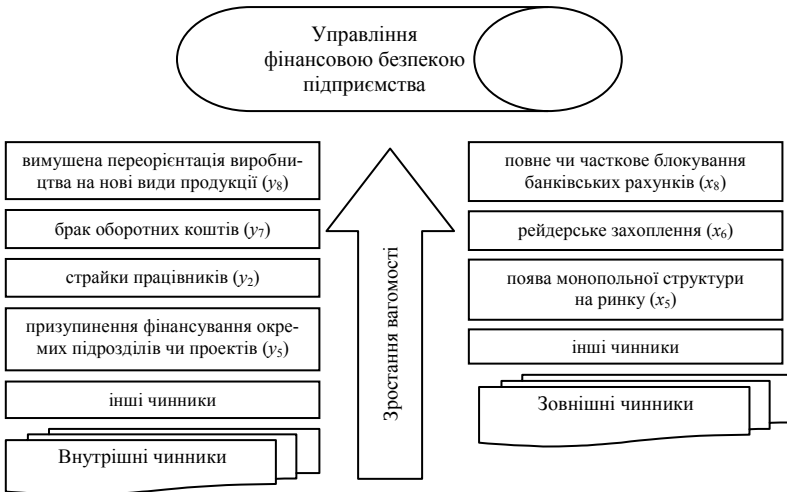 Управління
фінансовою безпекою
підприємства
вимушена переорієнтація виробни-
цтва на нові види продукції (y8)
брак оборотних коштів (y7)
страйки працівників (y2)
призупинення фінансування окре-
мих підрозділів чи проектів (y5)
інші чинники
Внутрішні чинники
Зростання вагомості
повне чи часткове блокування
банківських рахунків (x8)
рейдерське захоплення (x6)
поява монопольної структури
на ринку (x5)
інші чинники
Зовнішні чинники